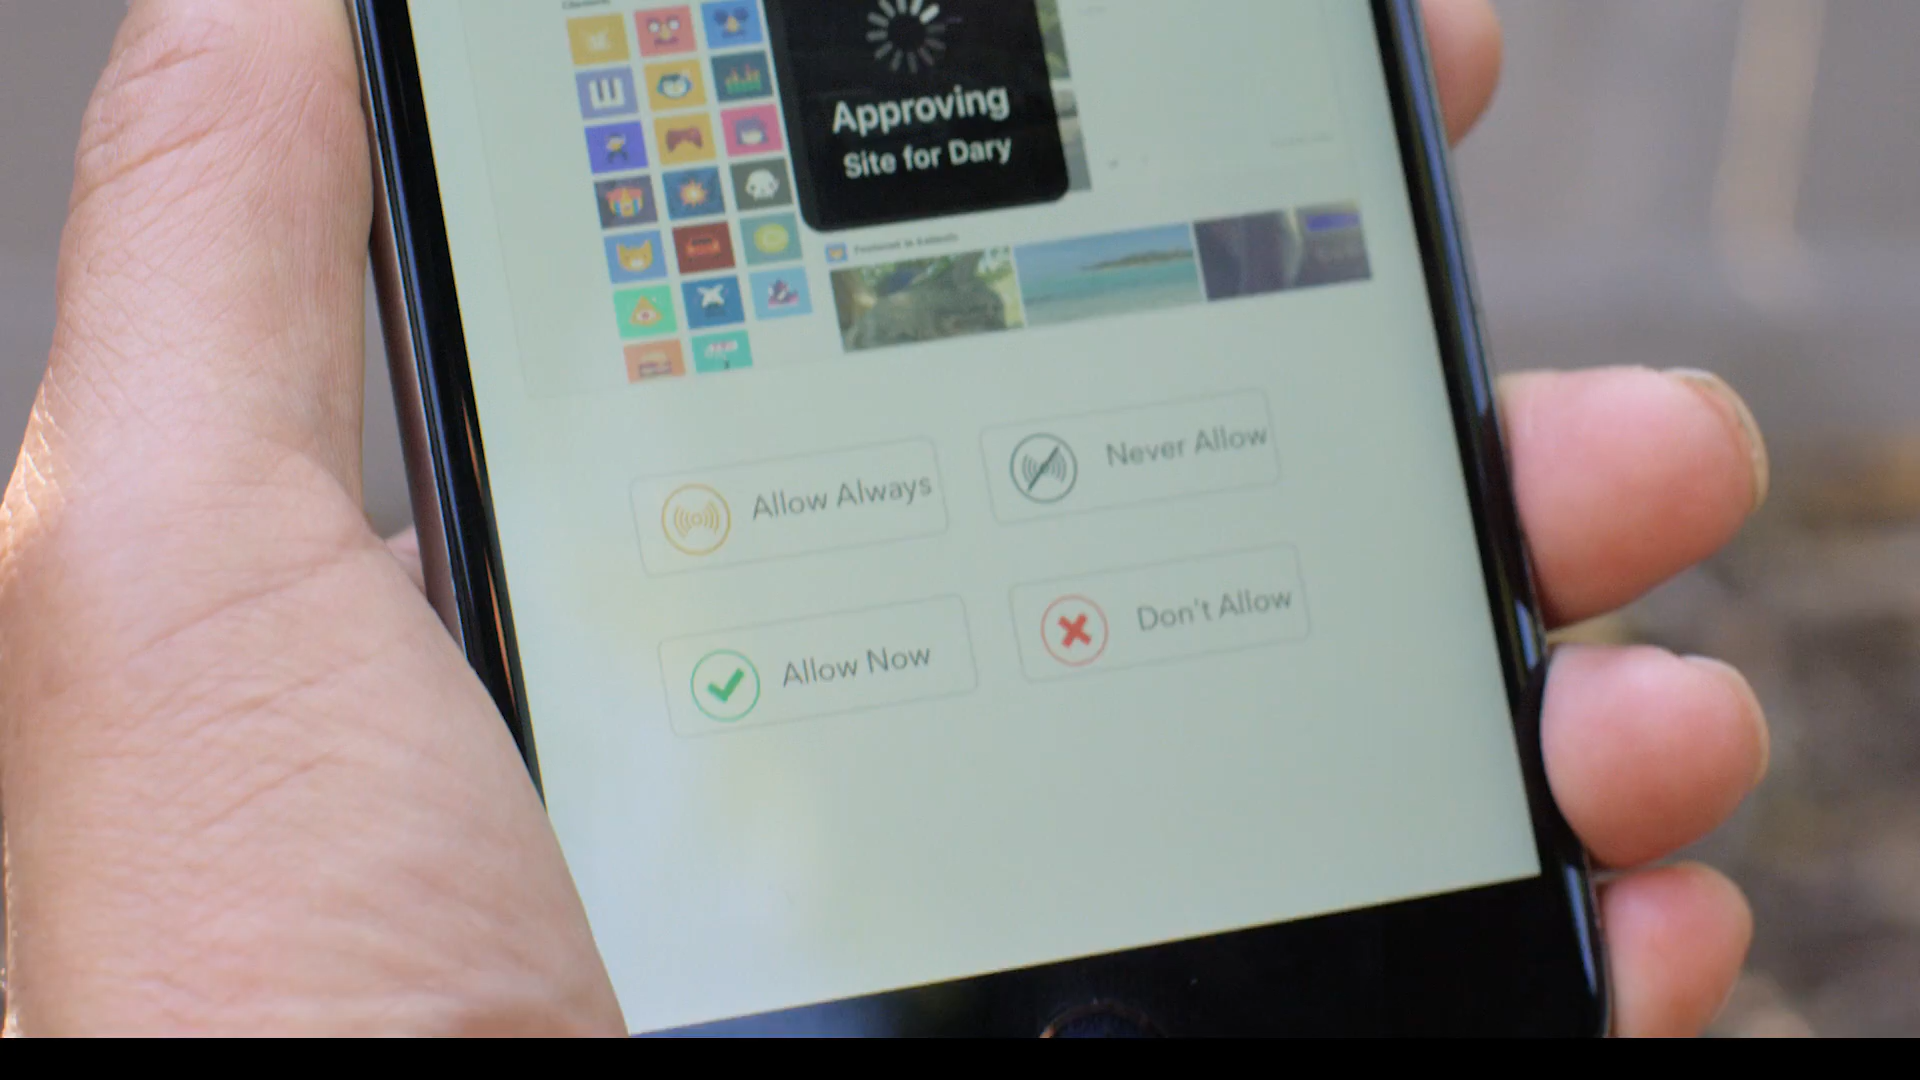 Approving
Site for Dary
Allow Always
Never Allow
Allow Now
Don't Allow